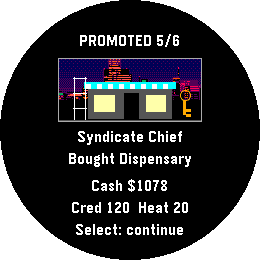 PROMOTED 5/6
Syndicate Chief
Bought Dispensary
Cash $1078
Cred 120 Heat 20
Select: continue